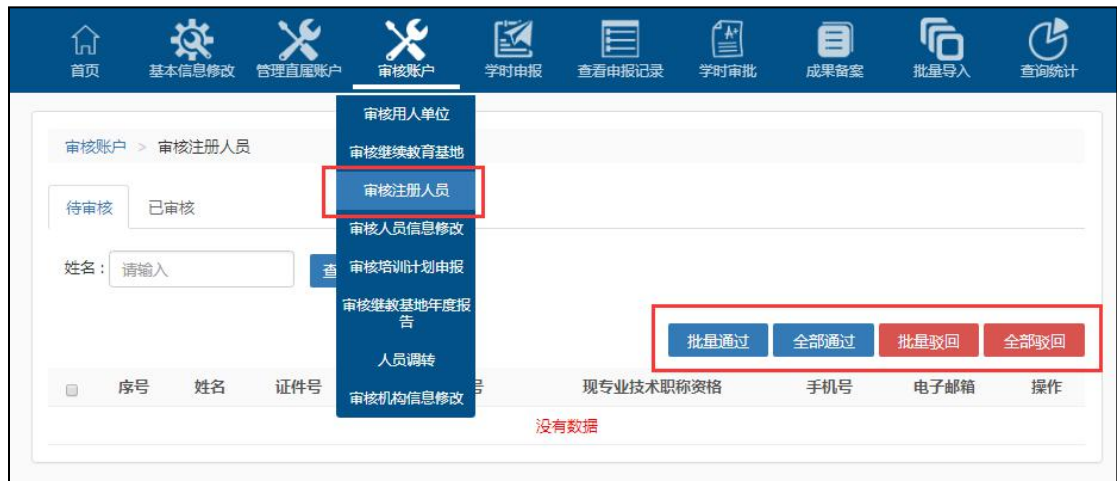 首页 基本信息修改 管理直属账户 审核账户 学时申报 查看申报记录 学时审批 成果备案 批量导入 查询统计
审核用人单位
审核账户 > 审核注册人员
审核继续教育基地
审核注册人员
待审核 已审核
审核人员信息修改
姓名： 请输入 查
审核培训计划申报
审核继教基地年度报
告
批量通过 全部通过 批量驳回 全部驳回
人员调转
序号 姓名 证件号 号 现专业技术职称资格 手机号 电子邮箱 操作
审核机构信息修改
没有数据